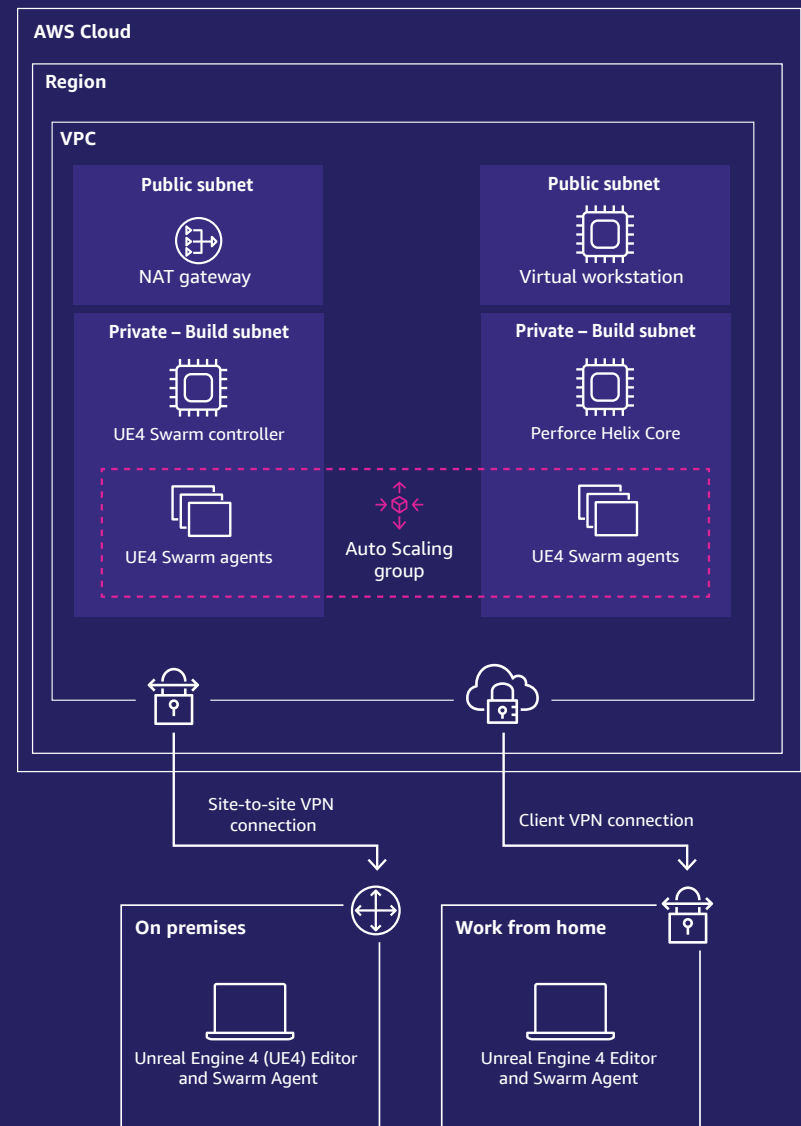 AWS Cloud
Region
VPC
Public subnet
NAT gateway
Public subnet
Virtual workstation
Private – Build subnet
UE4 Swarm controller
UE4 Swarm agents
Auto Scaling
group
Private – Build subnet
Perforce Helix Core
UE4 Swarm agents
Site-to-site VPN
connection
Client VPN connection
On premises
Unreal Engine 4 (UE4) Editor
and Swarm Agent
Work from home
Unreal Engine 4 Editor
and Swarm Agent